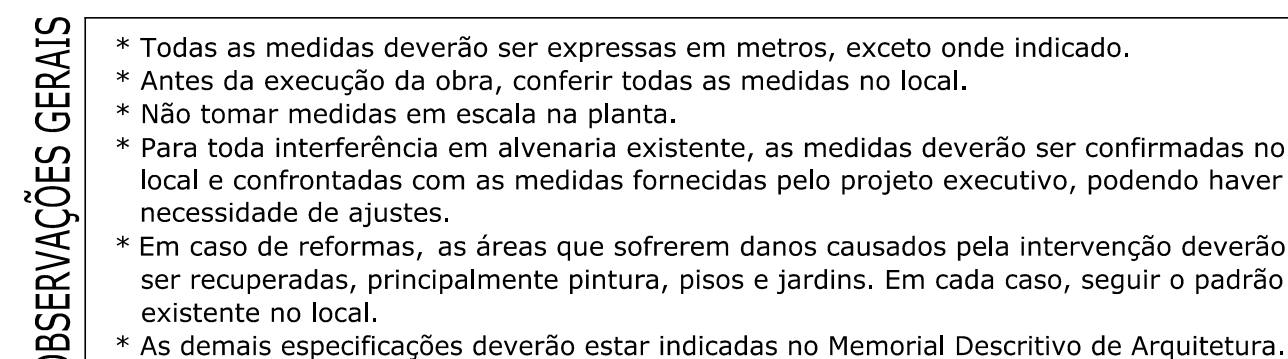 OBSERVAÇÕES GERAIS
* Todas as medidas deverão ser expressas em metros, exceto onde indicado.
* Antes da execução da obra, conferir todas as medidas no local.
* Não tomar medidas em escala na planta.
* Para toda interferência em alvenaria existente, as medidas deverão ser confirmadas no
local e confrontadas com as medidas fornecidas pelo projeto executivo, podendo haver
necessidade de ajustes.
* Em caso de reformas, as áreas que sofrerem danos causados pela intervenção deverão
ser recuperadas, principalmente pintura, pisos e jardins. Em cada caso, seguir o padrão
existente no local.
* As demais especificações deverão estar indicadas no Memorial Descritivo de Arquitetura